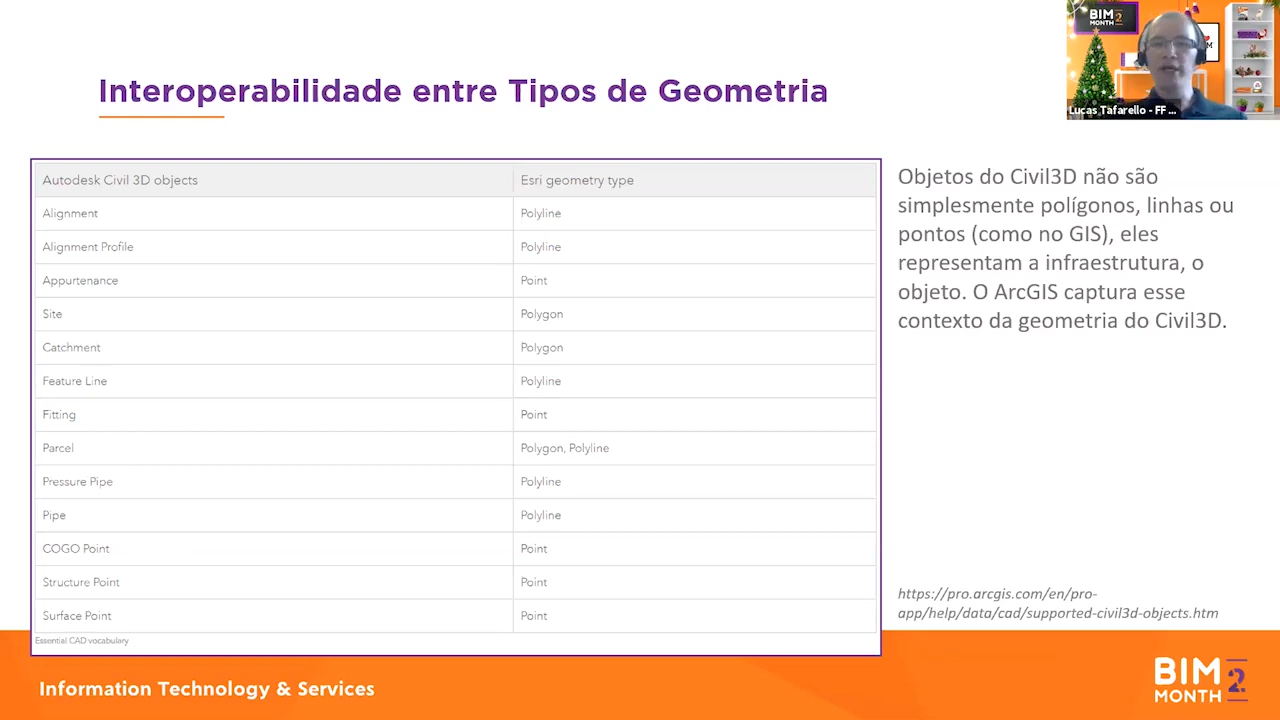 BIM 2
MONTH
Lucas Tafarello - FF ...
Interoperabilidade entre Tipos de Geometria
Autodesk Civil 3D objects Esri geometry type
Alignment Polyline
Alignment Profile Polyline
Appurtenance Point
Site Polygon
Catchment Polygon
Feature Line Polyline
Fitting Point
Parcel Polygon, Polyline
Pressure Pipe Polyline
Pipe Polyline
COGO Point Point
Structure Point Point
Surface Point Point
Essential CAD vocabulary
Objetos do Civil3D não são
simplesmente polígonos, linhas ou
pontos (como no GIS), eles
representam a infraestrutura, o
objeto. O ArcGIS captura esse
contexto da geometria do Civil3D.
https://pro.arcgis.com/en/pro-
app/help/data/cad/supported-civil3d-objects.htm
Information Technology & Services
BIM 2.
MONTH